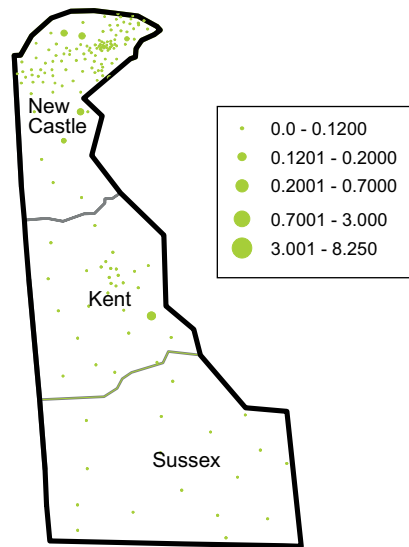 New
Castle
Kent
Sussex
0.0 - 0.1200
0.1201 - 0.2000
0.2001 - 0.7000
0.7001 - 3.000
3.001 - 8.250